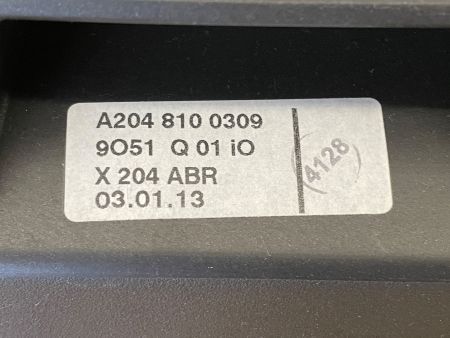 A204 810 0309
9O51 Q 01 iO
X 204 ABR
03.01.13
4128